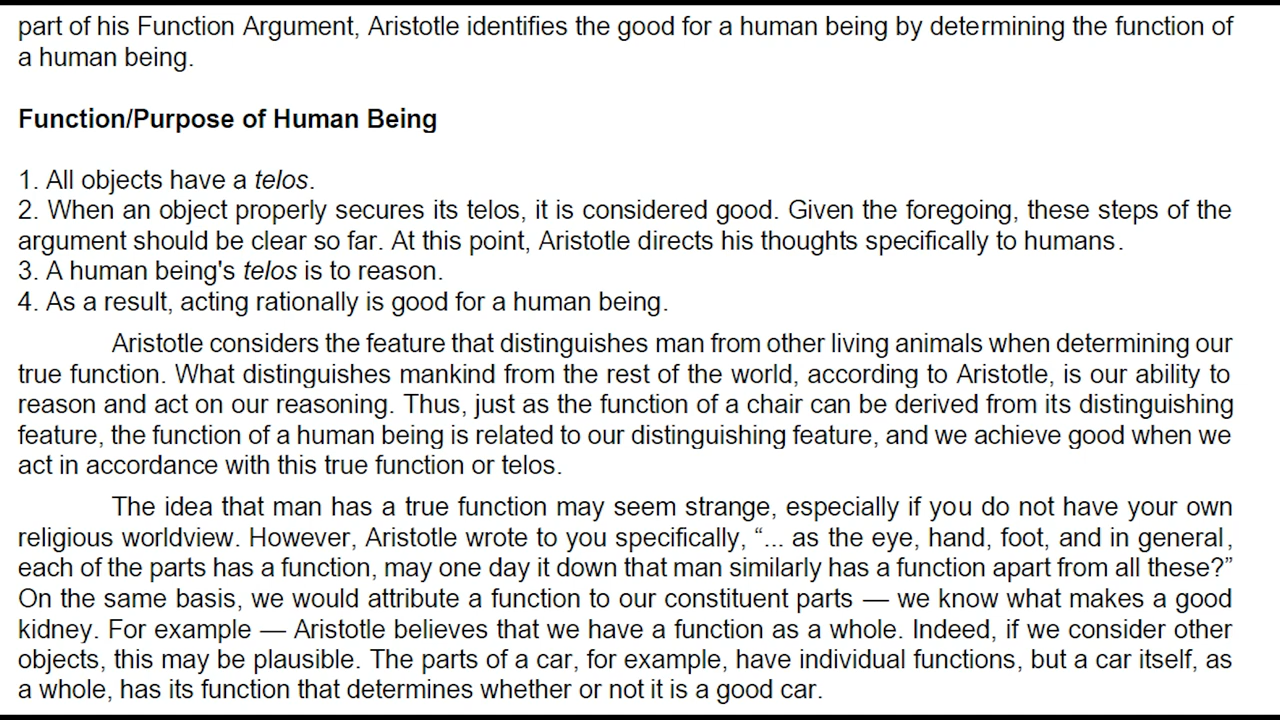 part of his Function Argument, Aristotle identifies the good for a human being by determining the function of
a human being.
Function/Purpose of Human Being
1. All objects have a telos.
2. When an object properly secures its telos, it is considered good. Given the foregoing, these steps of the
argument should be clear so far. At this point, Aristotle directs his thoughts specifically to humans.
3. A human being's telos is to reason.
4. As a result, acting rationally is good for a human being.
Aristotle considers the feature that distinguishes man from other living animals when determining our
true function. What distinguishes mankind from the rest of the world, according to Aristotle, is our ability to
reason and act on our reasoning. Thus, just as the function of a chair can be derived from its distinguishing
feature, the function of a human being is related to our distinguishing feature, and we achieve good when we
act in accordance with this true function or telos.
The idea that man has a true function may seem strange, especially if you do not have your own
religious worldview. However, Aristotle wrote to you specifically, “... as the eye, hand, foot, and in general,
each of the parts has a function, may one day it down that man similarly has a function apart from all these?”
On the same basis, we would attribute a function to our constituent parts — we know what makes a good
kidney. For example — Aristotle believes that we have a function as a whole. Indeed, if we consider other
objects, this may be plausible. The parts of a car, for example, have individual functions, but a car itself, as
a whole, has its function that determines whether or not it is a good car.